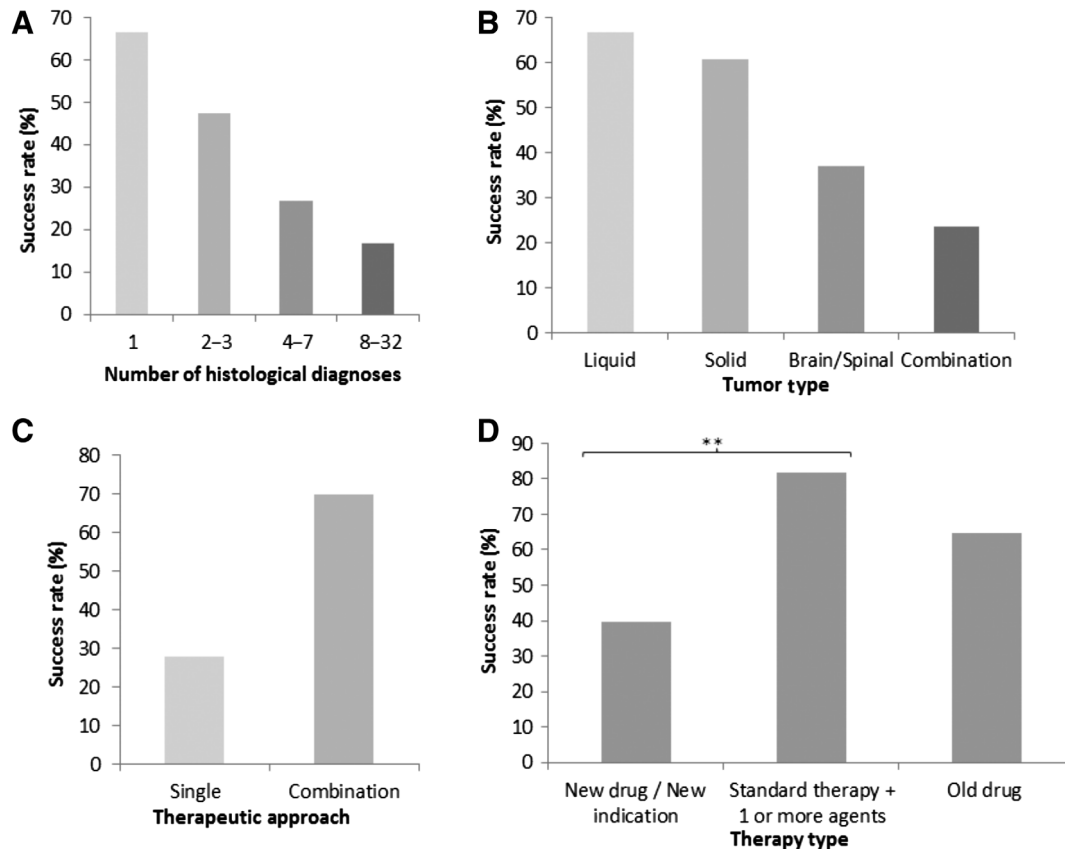 A
70
60
50
40
30
20
10
0
Success rate (%)
1
2–3
4–7
8–32
Number of histological diagnoses
B
70
60
50
40
30
20
10
0
Success rate (%)
Liquid
Solid
Brain/Spinal
Combination
Tumor type
C
80
70
60
50
40
30
20
10
0
Success rate (%)
Single
Combination
Therapeutic approach
D
90
80
70
60
50
40
30
20
10
0
Success rate (%)
**
New drug / New
indication
Standard therapy +
1 or more agents
Old drug
Therapy type